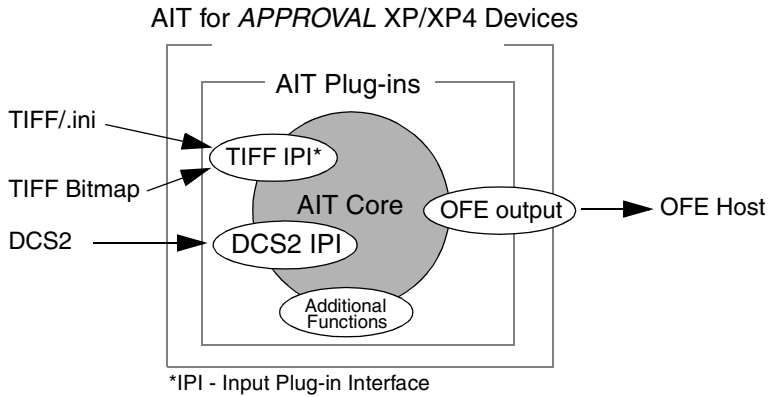 AIT for APPROVAL XP/XP4 Devices
AIT Plug-ins
TIFF/.ini
TIFF IPI*
TIFF Bitmap
AIT Core
OFE output
OFE Host
DCS2
DCS2 IPI
Additional
Functions
*IPI - Input Plug-in Interface